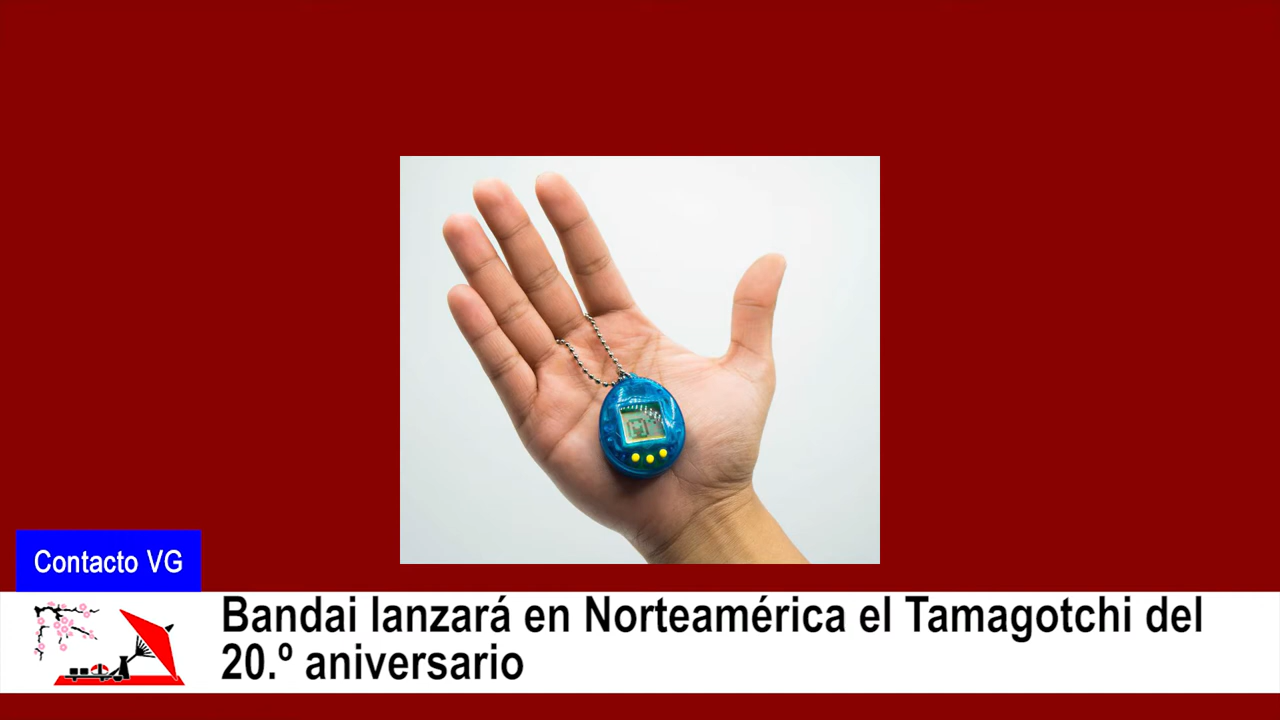 Contacto VG
Bandai lanzará en Norteamérica el Tamagotchi del
20.º aniversario